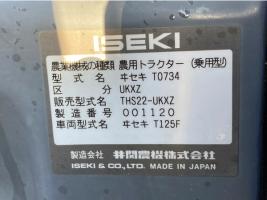 ISEKI
農業機械の種類 農用トラクター(乗用型)
型式名 ヰセキ T0734
区分 UKXZ
販売型式名 THS22-UKXZ
製造番号 001120
車両型式名 ヰセキ T125F
製造会社 井関農機株式会社
ISEKI & CO., LTD. MADE IN JAPAN